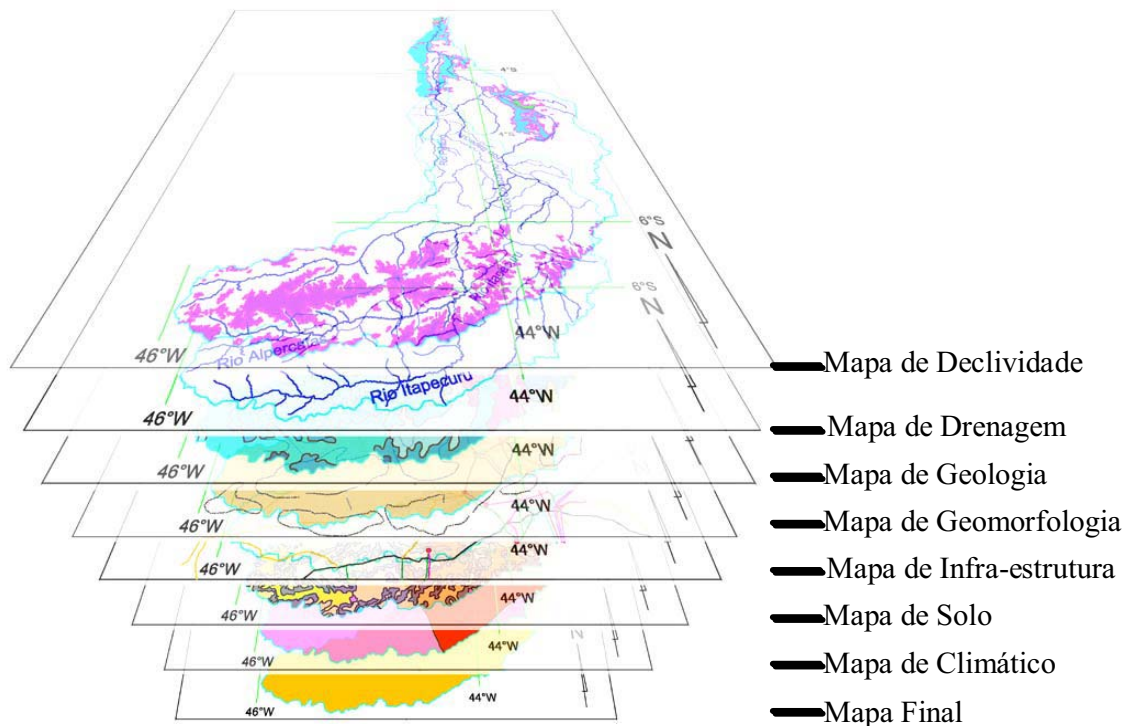 4°S
6°S
N
6°S
N
44°W
46°W
Rio Alpercatas
Mapa de Declividade
Rio Itapecuru
44°W
46°W
Mapa de Drenagem
44°W
46°W
Mapa de Geologia
44°W
46°W
Mapa de Geomorfologia
44°W
46°W
Mapa de Infra-estrutura
44°W
46°W
Mapa de Solo
N
44°W
46°W
Mapa de Climático
44°W
46°W
Mapa Final